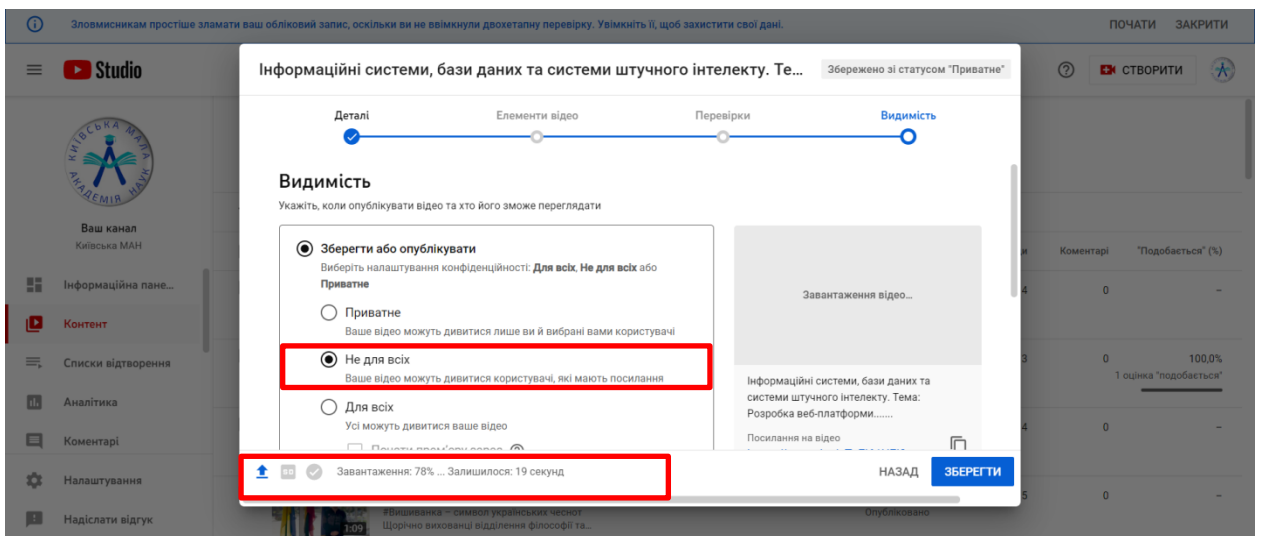 Зловмисникам простіше зламати ваш обліковий запис, оскільки ви не ввімкнули двохетапну перевірку. Увімкніть її, щоб захистити свої дані.
ПОЧАТИ ЗАКРИТИ
Studio
Інформаційні системи, бази даних та системи штучного інтелекту. Те...
Збережено зі статусом "Приватне"
СТВОРИТИ
Деталі
Елементи відео
Перевірки
Видимість
КИЇВСЬКА МАЛА АКАДЕМІЯ НАУК
Ваш канал
Київська МАН
Інформаційна пане...
Контент
Списки відтворення
Аналітика
Коментарі
Налаштування
Надіслати відгук
Видимість
Укажіть, коли опублікувати відео та хто його зможе переглядати
Зберегти або опублікувати
Виберіть налаштування конфіденційності: Для всіх, Не для всіх або
Приватне
Приватне
Ваше відео можуть дивитися лише ви й вибрані вами користувачі
Не для всіх
Ваше відео можуть дивитися користувачі, які мають посилання
Для всіх
Усі можуть дивитися ваше відео
Завантаження відео...
Інформаційні системи, бази даних та
системи штучного інтелекту. Тема:
Розробка веб-платформи.......
Посилання на відео
Коментарі "Подобається" (%)
4 0 –
3 0 100,0%
1 оцінка "подобається"
4 0 –
5 0 –
Завантаження: 78% ... Залишилося: 19 секунд
НАЗАД ЗБЕРЕГТИ
1:09
#Вишиванка – символ українських чеснот
Щорічно вихованці відділення філософії та...
Опубліковано